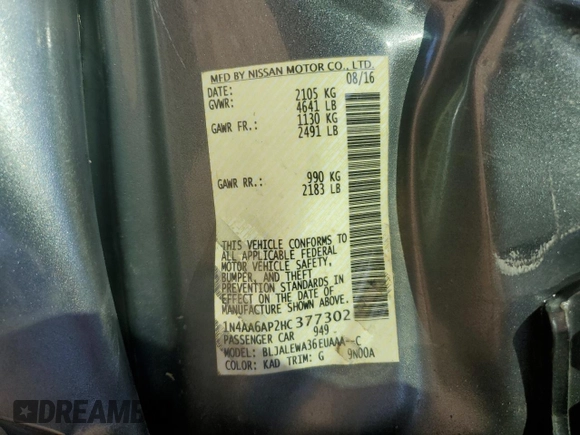 MFD BY NISSAN MOTOR CO., LTD.
DATE: 08/16
GVWR: 2105 KG
4641 LB
GAWR FR.: 1130 KG
2491 LB
GAWR RR.: 990 KG
2183 LB
THIS VEHICLE CONFORMS TO
ALL APPLICABLE FEDERAL
MOTOR VEHICLE SAFETY,
BUMPER, AND THEFT
PREVENTION STANDARDS IN
EFFECT ON THE DATE OF
MANUFACTURE SHOWN ABOVE.
1N4AA6AP2HC377302
PASSENGER CAR 949
MODEL: BLJALEWA36EUAAA--C
COLOR: KAD TRIM: G 9N00A
DREAM